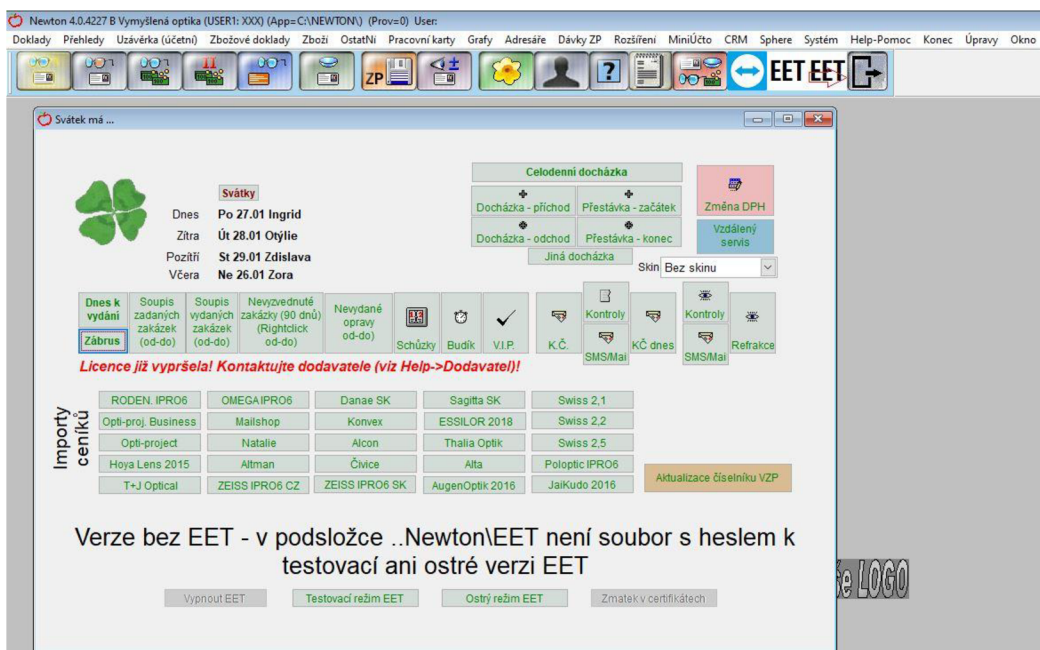 Newton 4.0.4227 B Vymyšlená optika (USER1: XXX) (App=C:\NEWTON\) (Prov=0) User:
Doklady Přehledy Uzávěrka (účetní) Zbožové doklady Zboží OstatNí Pracovní karty Grafy Adresáře Dávky ZP Rozšíření MiniÚčto CRM Sphere Systém Help-Pomoc Konec Úpravy Okno
ZP ? EET EET
Svátek má ...
Celodenní docházka
Svátky
Docházka - příchod Přestávka - začátek
Změna DPH
Dnes Po 27.01 Ingrid
Zítra Út 28.01 Otýlie
Docházka - odchod Přestávka - konec
Vzdálený
servis
Pozítří St 29.01 Zdislava
Jiná docházka
Skin Bez skinu
Včera Ne 26.01 Zora
Dnes k
vydání
Zábrus
Soupis
zadaných
zakázek
(od-do)
Soupis
vydaných
zakázek
(od-do)
Nevyzvednuté
zakázky (90 dnů)
(Rightclick
od-do)
Nevydané
opravy
od-do)
Schůzky
Budík
V.I.P.
K.Č.
Kontroly
SMS/Mai
KČ dnes
Kontroly
SMS/Mai
Refrakce
Licence již vypršela! Kontaktujte dodavatele (viz Help->Dodavatel)!
Importy
ceníků
RODEN. IPRO6 OMEGAIPRO6 Danae SK Sagitta SK Swiss 2,1
Opti-proj. Business Mailshop Konvex ESSILOR 2018 Swiss 2,2
Opti-project Natalie Alcon Thalia Optik Swiss 2,5
Hoya Lens 2015 Altman Čivice Alta Poloptic IPRO6
T+J Optical ZEISS IPRO6 CZ ZEISS IPRO6 SK AugenOptik 2016 JaiKudo 2016
Aktualizace číselníku VZP
Verze bez EET - v podsložce ..Newton\EET není soubor s heslem k
testovací ani ostré verzi EET
Vypnout EET Testovací režim EET Ostrý režim EET Zmatek v certifikátech
LOGO